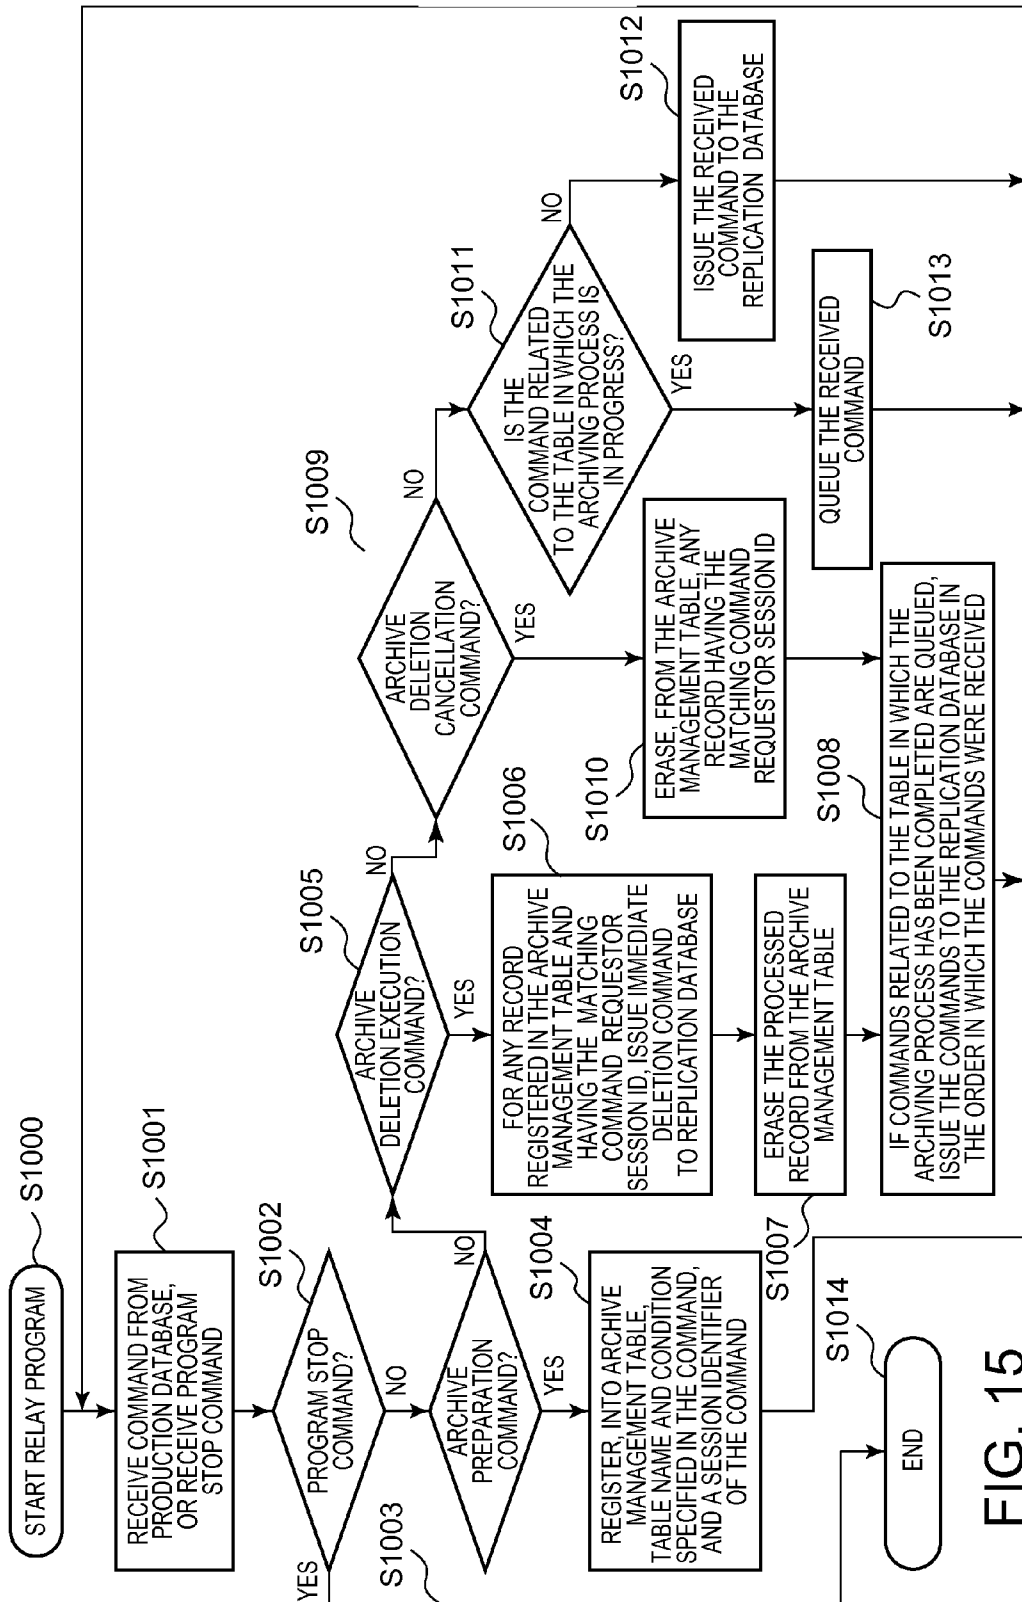 START RELAY PROGRAM
S1000
RECEIVE COMMAND FROM
PRODUCTION DATABASE,
OR RECEIVE PROGRAM
STOP COMMAND
S1001
PROGRAM STOP
COMMAND?
S1002
YES
NO
ARCHIVE
PREPARATION
COMMAND?
S1003
NO
YES
REGISTER, INTO ARCHIVE
MANAGEMENT TABLE,
TABLE NAME AND CONDITION
SPECIFIED IN THE COMMAND,
AND A SESSION IDENTIFIER
OF THE COMMAND
S1004
ARCHIVE
DELETION EXECUTION
COMMAND?
S1005
NO
YES
FOR ANY RECORD
REGISTERED IN THE ARCHIVE
MANAGEMENT TABLE AND
HAVING THE MATCHING
COMMAND REQUESTOR
SESSION ID, ISSUE IMMEDIATE
DELETION COMMAND
TO REPLICATION DATABASE
S1006
ERASE THE PROCESSED
RECORD FROM THE ARCHIVE
MANAGEMENT TABLE
S1007
IF COMMANDS RELATED TO THE TABLE IN WHICH THE
ARCHIVING PROCESS HAS BEEN COMPLETED ARE QUEUED,
ISSUE THE COMMANDS TO THE REPLICATION DATABASE IN
THE ORDER IN WHICH THE COMMANDS WERE RECEIVED
S1008
ARCHIVE
DELETION
CANCELLATION
COMMAND?
S1009
NO
YES
ERASE, FROM THE ARCHIVE
MANAGEMENT TABLE, ANY
RECORD HAVING THE
MATCHING COMMAND
REQUESTOR SESSION ID
S1010
IS THE
COMMAND RELATED
TO THE TABLE IN WHICH THE
ARCHIVING PROCESS IS
IN PROGRESS?
S1011
NO
YES
ISSUE THE RECEIVED
COMMAND TO THE
REPLICATION DATABASE
S1012
QUEUE THE RECEIVED
COMMAND
S1013
END
S1014
FIG. 15